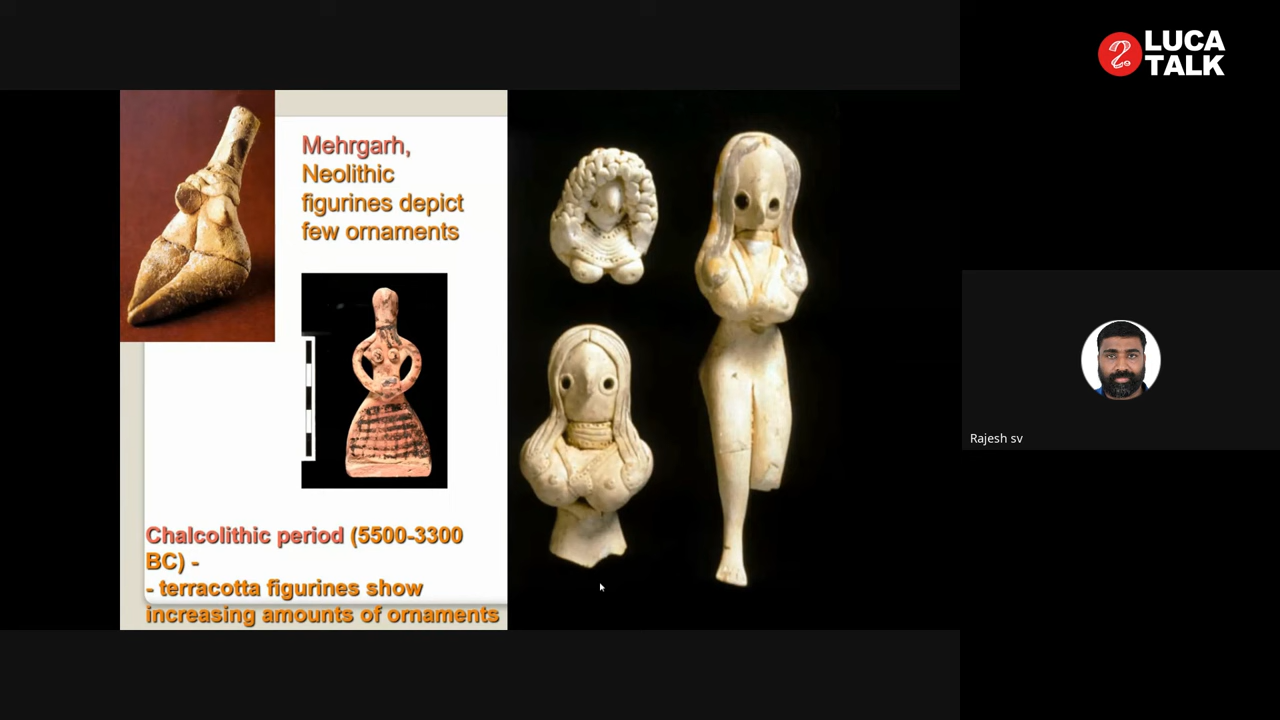 LUCA
TALK
Mehrgarh,
Neolithic
figurines depict
few ornaments
Chalcolithic period (5500-3300
BC) -
- terracotta figurines show
increasing amounts of ornaments
Rajesh sv